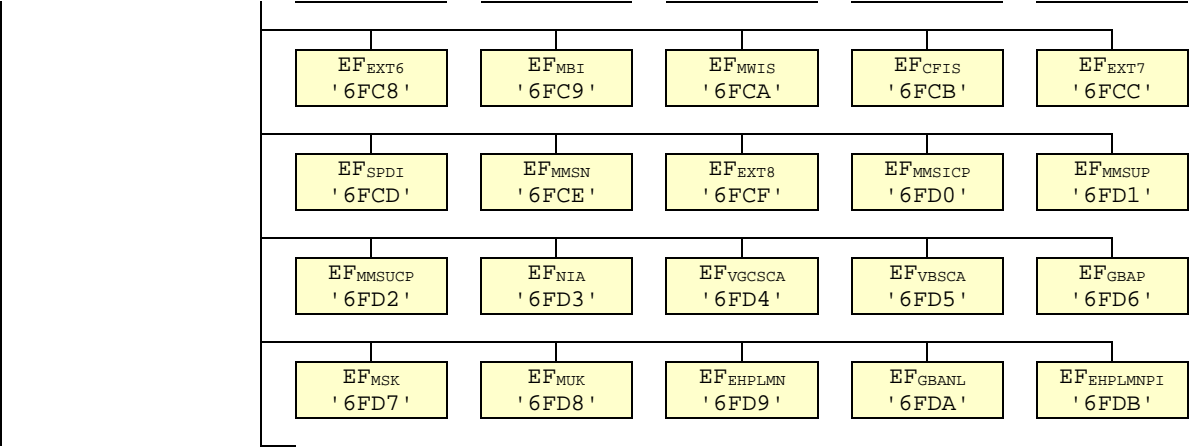 EFEXT6 EFMBI EFMWIS EFCFIS EFEXT7
'6FC8' '6FC9' '6FCA' '6FCB' '6FCC'
EFSPDI EFMMSN EFEXT8 EFMMSICP EFMMSUP
'6FCD' '6FCE' '6FCF' '6FD0' '6FD1'
EFMMSUCP EFNIA EFVGCSCA EFVBSCA EFGBAP
'6FD2' '6FD3' '6FD4' '6FD5' '6FD6'
EFMSK EFMUK EFEHPLMN EFGBANL EFEHPLMNPI
'6FD7' '6FD8' '6FD9' '6FDA' '6FDB'